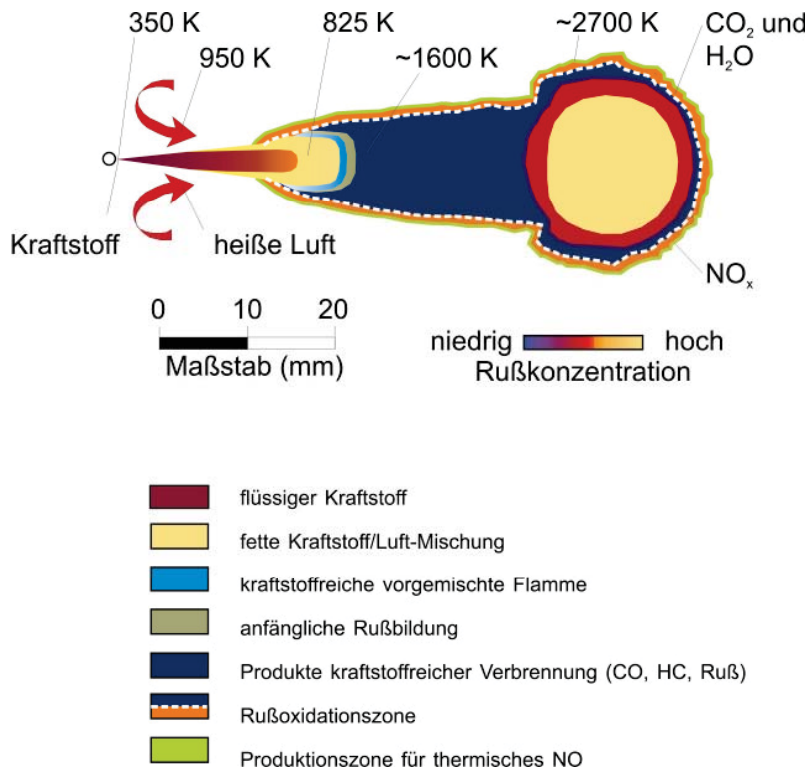 350 K
825 K
~2700 K
CO₂ und
H₂O
950 K
~1600 K
Kraftstoff
heiße Luft
NOₓ
0 10 20
Maßstab (mm)
niedrig hoch
Rußkonzentration
flüssiger Kraftstoff
fette Kraftstoff/Luft-Mischung
kraftstoffreiche vorgemischte Flamme
anfängliche Rußbildung
Produkte kraftstoffreicher Verbrennung (CO, HC, Ruß)
Rußoxidationszone
Produktionszone für thermisches NO